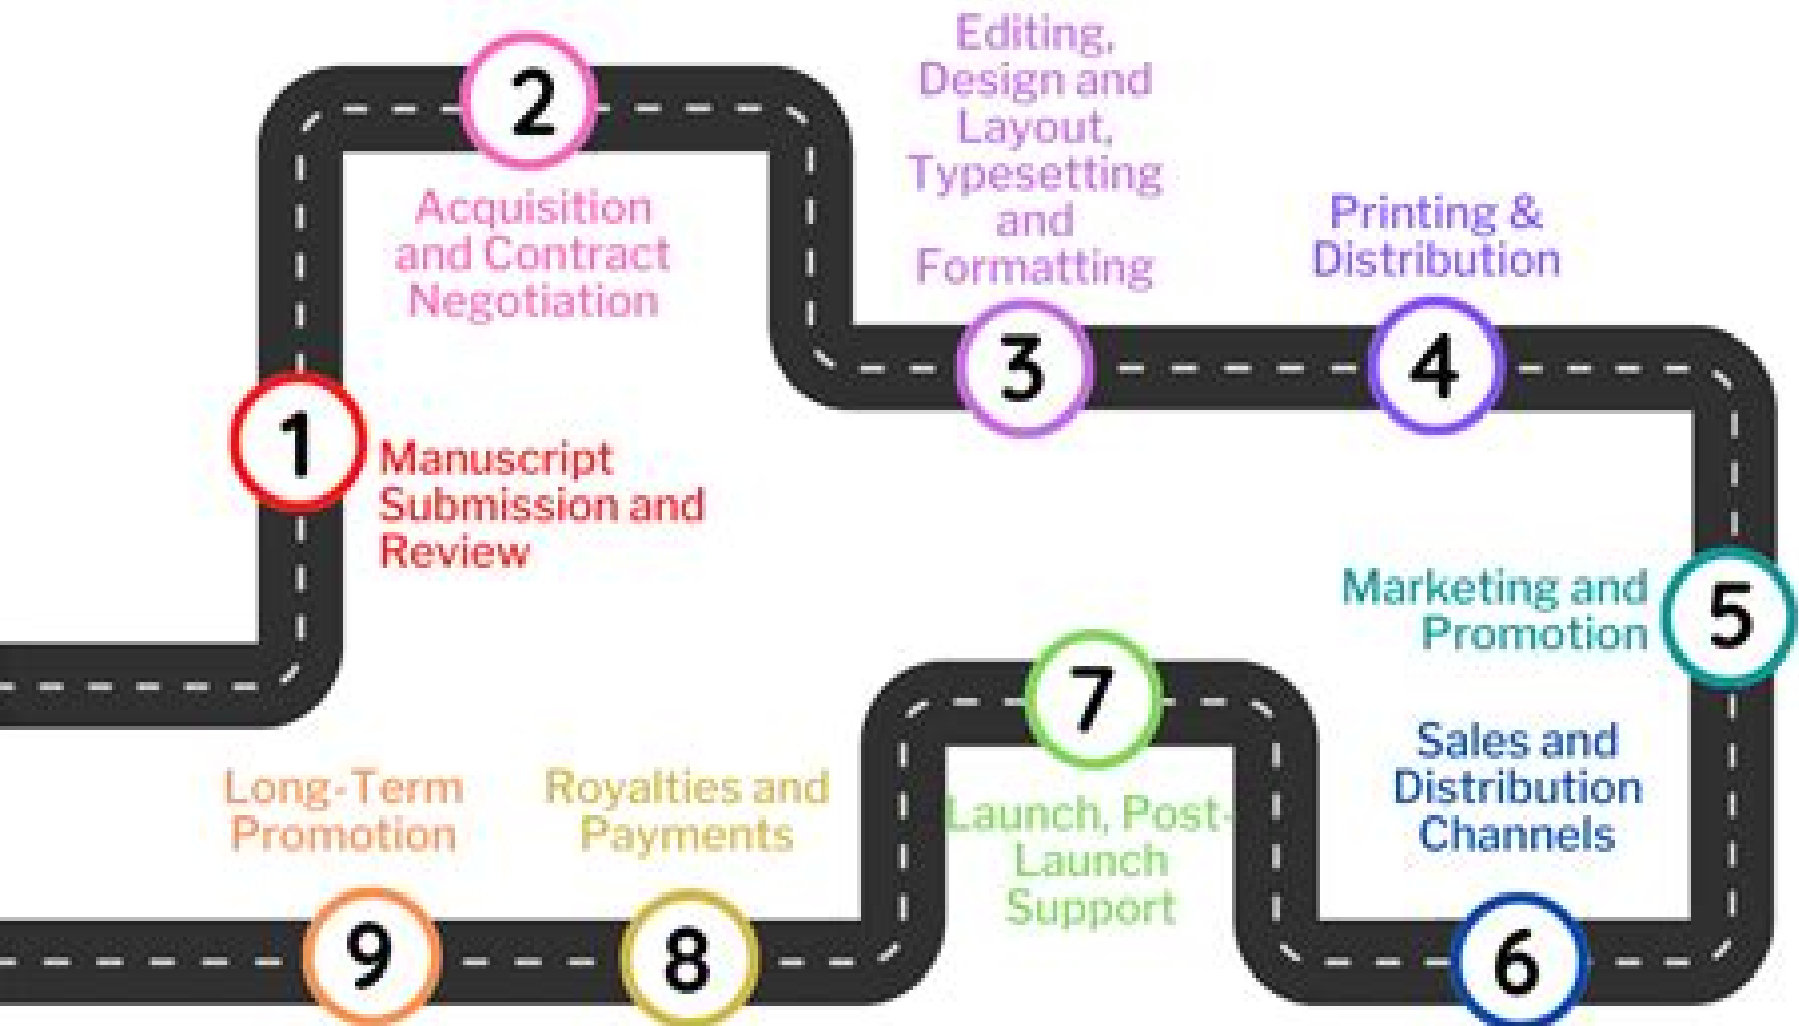 1
Manuscript
Submission and
Review
2
Acquisition
and Contract
Negotiation
Editing,
Design and
Layout,
Typesetting
and
Formatting
3
Printing &
Distribution
4
Marketing and
Promotion
5
Sales and
Distribution
Channels
6
7
Launch, Post-
Launch
Support
Royalties and
Payments
8
Long-Term
Promotion
9